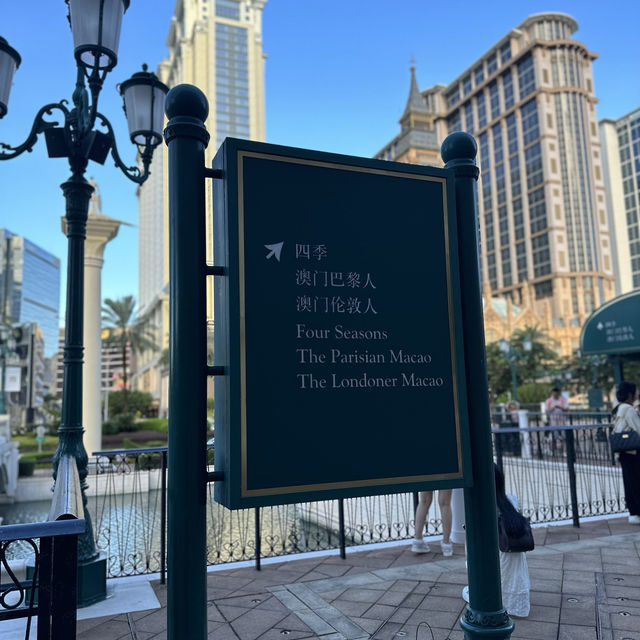 四季
澳门巴黎人
澳门伦敦人
Four Seasons
The Parisian Macao
The Londoner Macao